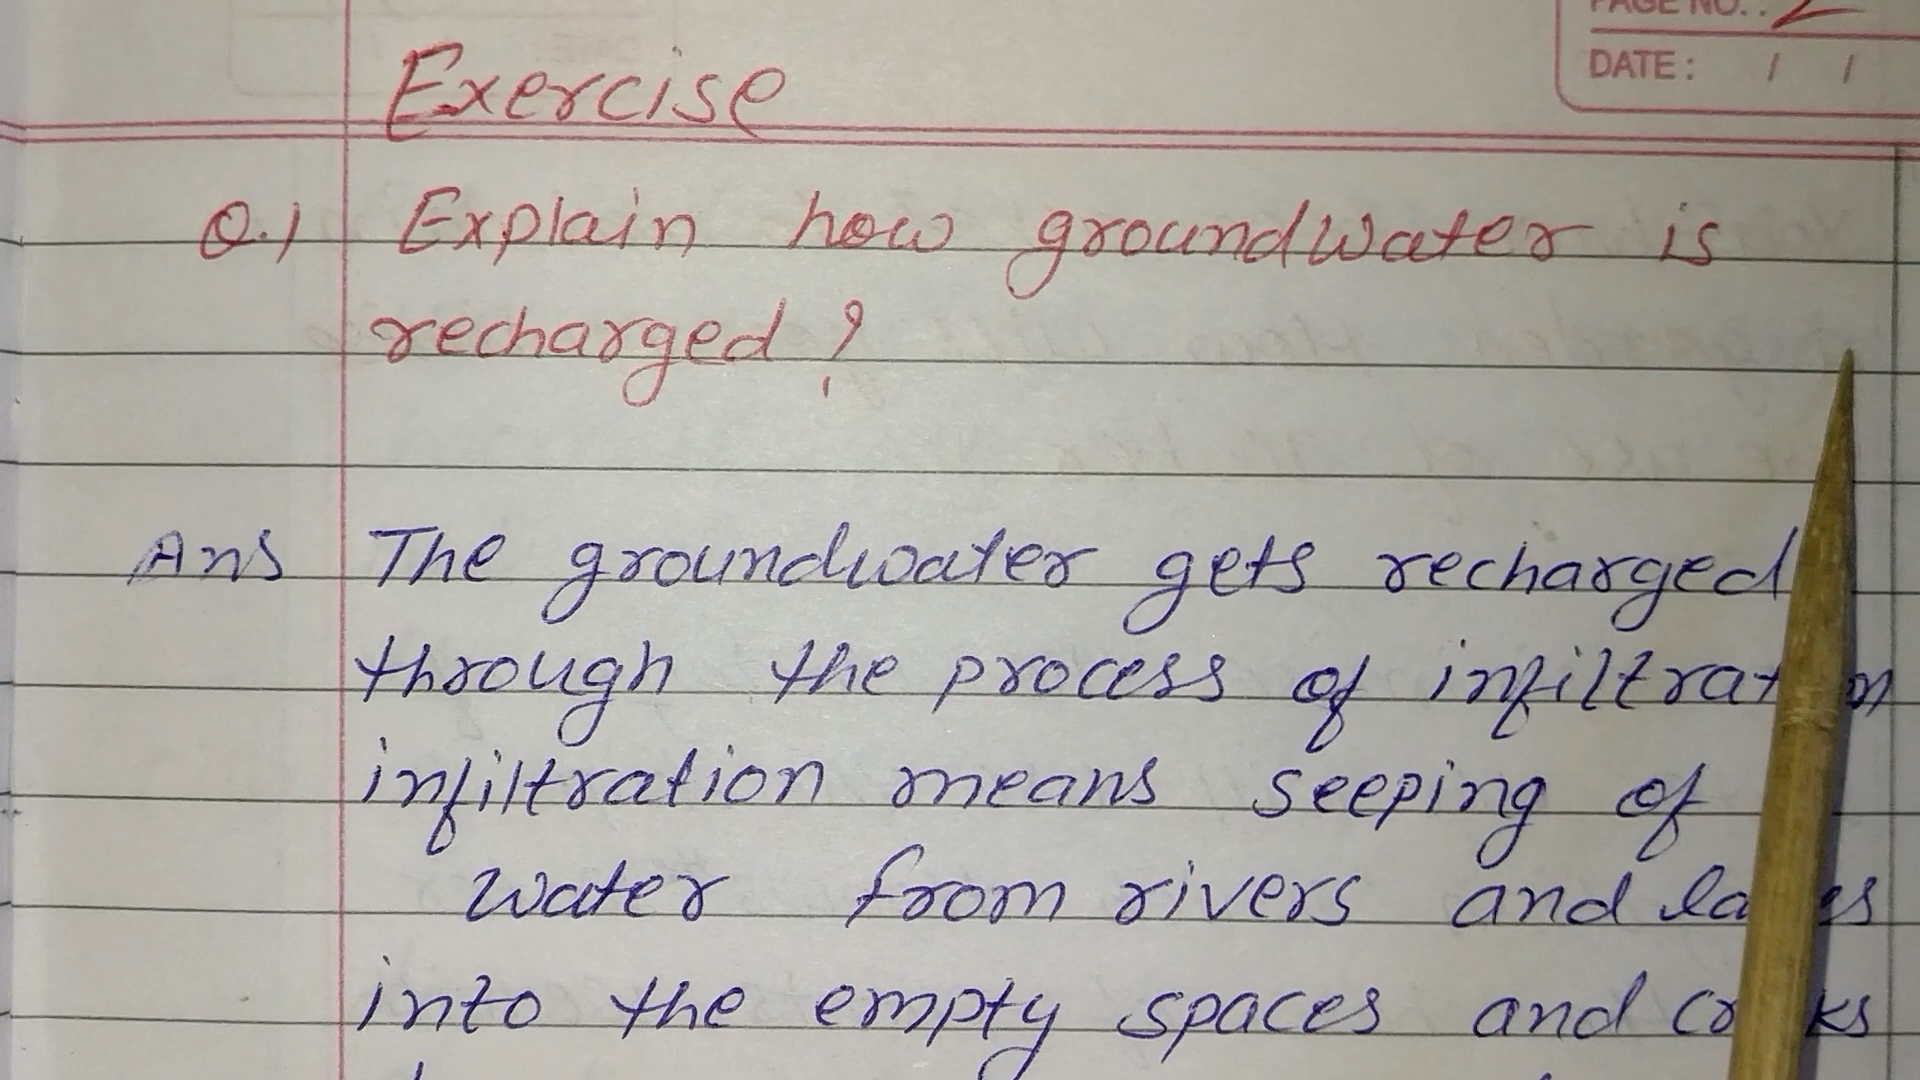 PAGE NO.: 2
DATE: / /
Exercise
Q.1 Explain how groundwater is
recharged?
Ans The groundwater gets recharged
through the process of
infiltration means seeping of
water from rivers and
into the empty spaces and